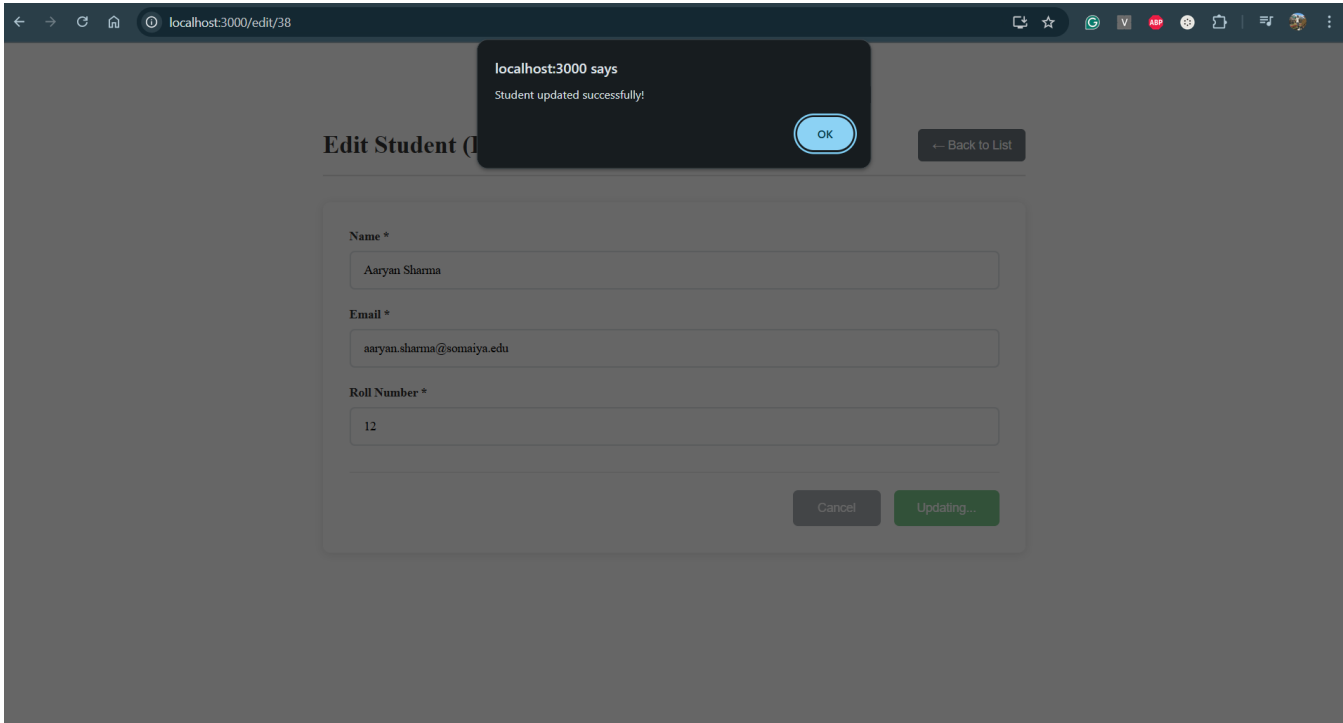 localhost:3000/edit/38
localhost:3000 says
Student updated successfully!
OK
Edit Student (
← Back to List
Name *
Aaryan Sharma
Email *
aaryan.sharma@somaiya.edu
Roll Number *
12
Cancel
Updating...
G
V
ABP